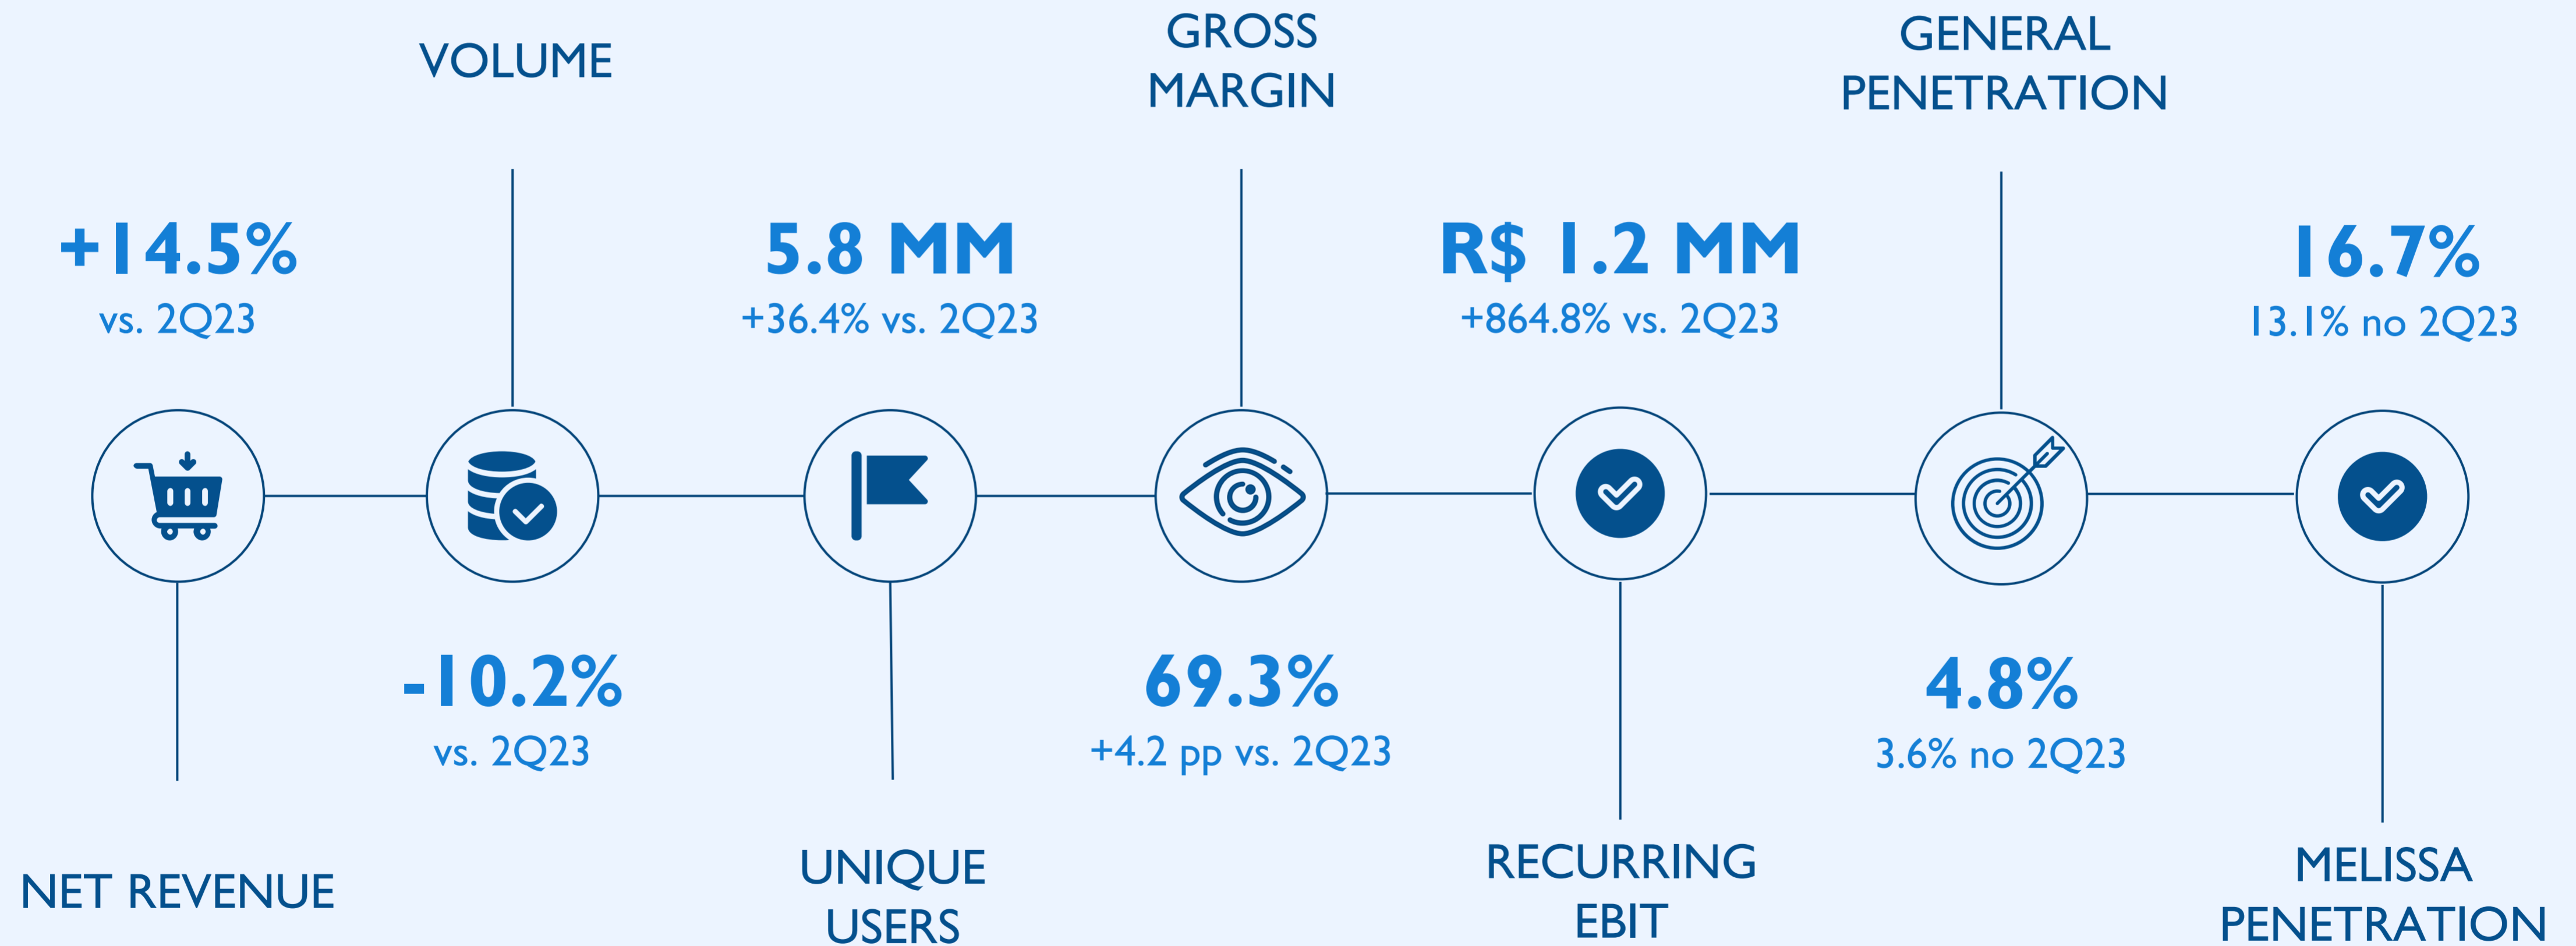 NET REVENUE
+14.5%
vs. 2Q23
VOLUME
-10.2%
vs. 2Q23
UNIQUE
USERS
5.8 MM
+36.4% vs. 2Q23
GROSS
MARGIN
69.3%
+4.2 pp vs. 2Q23
RECURRING
EBIT
R$ 1.2 MM
+864.8% vs. 2Q23
GENERAL
PENETRATION
4.8%
3.6% no 2Q23
MELISSA
PENETRATION
16.7%
13.1% no 2Q23